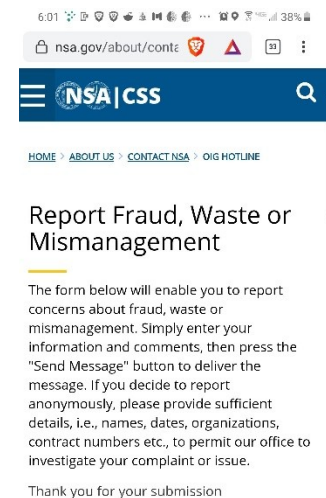 6:01 38%
nsa.gov/about/conta 33
NSA|CSS
HOME > ABOUT US > CONTACT NSA > OIG HOTLINE
Report Fraud, Waste or
Mismanagement
The form below will enable you to report
concerns about fraud, waste or
mismanagement. Simply enter your
information and comments, then press the
"Send Message" button to deliver the
message. If you decide to report
anonymously, please provide sufficient
details, i.e., names, dates, organizations,
contract numbers etc., to permit our office to
investigate your complaint or issue.
Thank you for your submission